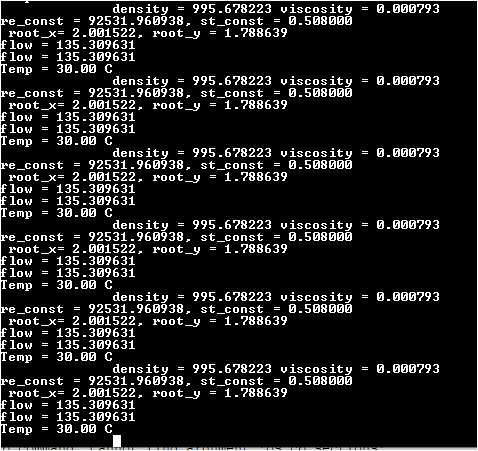 density = 995.678223 viscosity = 0.000793
re_const = 92531.960938, st_const = 0.508000
root_x= 2.001522, root_y = 1.788639
flow = 135.309631
flow = 135.309631
Temp = 30.00 C
density = 995.678223 viscosity = 0.000793
re_const = 92531.960938, st_const = 0.508000
root_x= 2.001522, root_y = 1.788639
flow = 135.309631
flow = 135.309631
Temp = 30.00 C
density = 995.678223 viscosity = 0.000793
re_const = 92531.960938, st_const = 0.508000
root_x= 2.001522, root_y = 1.788639
flow = 135.309631
flow = 135.309631
Temp = 30.00 C
density = 995.678223 viscosity = 0.000793
re_const = 92531.960938, st_const = 0.508000
root_x= 2.001522, root_y = 1.788639
flow = 135.309631
flow = 135.309631
Temp = 30.00 C
density = 995.678223 viscosity = 0.000793
re_const = 92531.960938, st_const = 0.508000
root_x= 2.001522, root_y = 1.788639
flow = 135.309631
flow = 135.309631
Temp = 30.00 C
density = 995.678223 viscosity = 0.000793
re_const = 92531.960938, st_const = 0.508000
root_x= 2.001522, root_y = 1.788639
flow = 135.309631
flow = 135.309631
Temp = 30.00 C